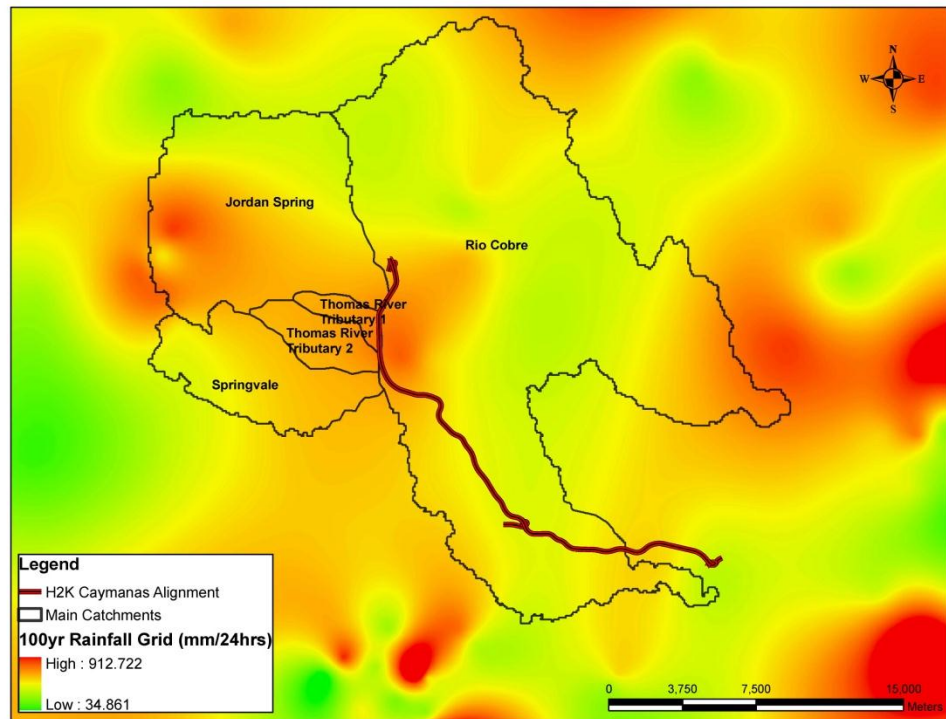 N
W E
S
Jordan Spring
Rio Cobre
Thomas River
Tributary 1
Thomas River
Tributary 2
Springvale
Legend
H2K Caymanas Alignment
Main Catchments
100yr Rainfall Grid (mm/24hrs)
High : 912.722
Low : 34.861
0 3,750 7,500 15,000
Meters